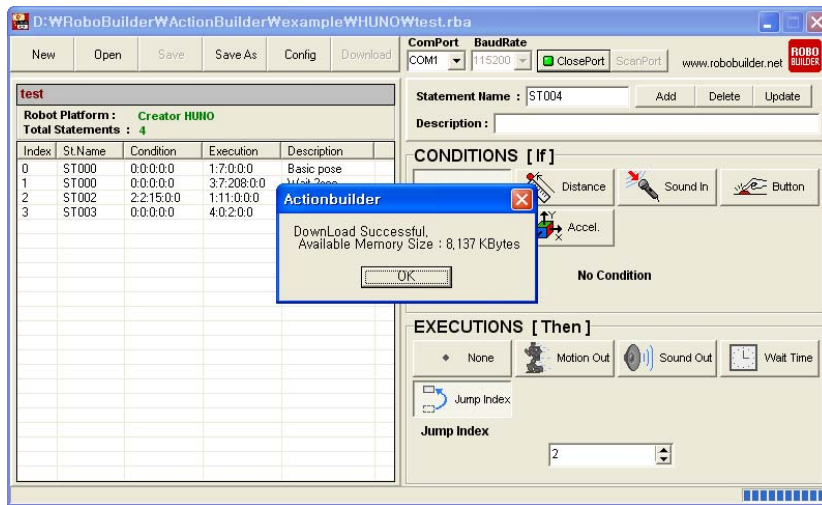 D:₩RoboBuilder₩ActionBuilder₩example₩HUNO₩test.rba
New Open Save Save As Config Download
ComPort BaudRate
COM1 115200 ClosePort ScanPort www.robobuilder.net ROBO BUILDER
test
Robot Platform : Creator HUNO
Total Statements : 4
Index St.Name Condition Execution Description
0 ST000 0:0:0:0:0 1:7:0:0:0 Basic pose
1 ST000 0:0:0:0:0 3:7:208:0:0 Wait
2 ST002 2:2:15:0:0 1:11:0:0:0
3 ST003 0:0:0:0:0 4:0:2:0:0
Statement Name : ST004 Add Delete Update
Description :
CONDITIONS [ If ]
Distance Sound In Button
Y X Accel.
No Condition
Actionbuilder
DownLoad Successful,
Available Memory Size : 8,137 KBytes
OK
EXECUTIONS [ Then ]
None Motion Out Sound Out Wait Time
Jump Index
Jump Index
2